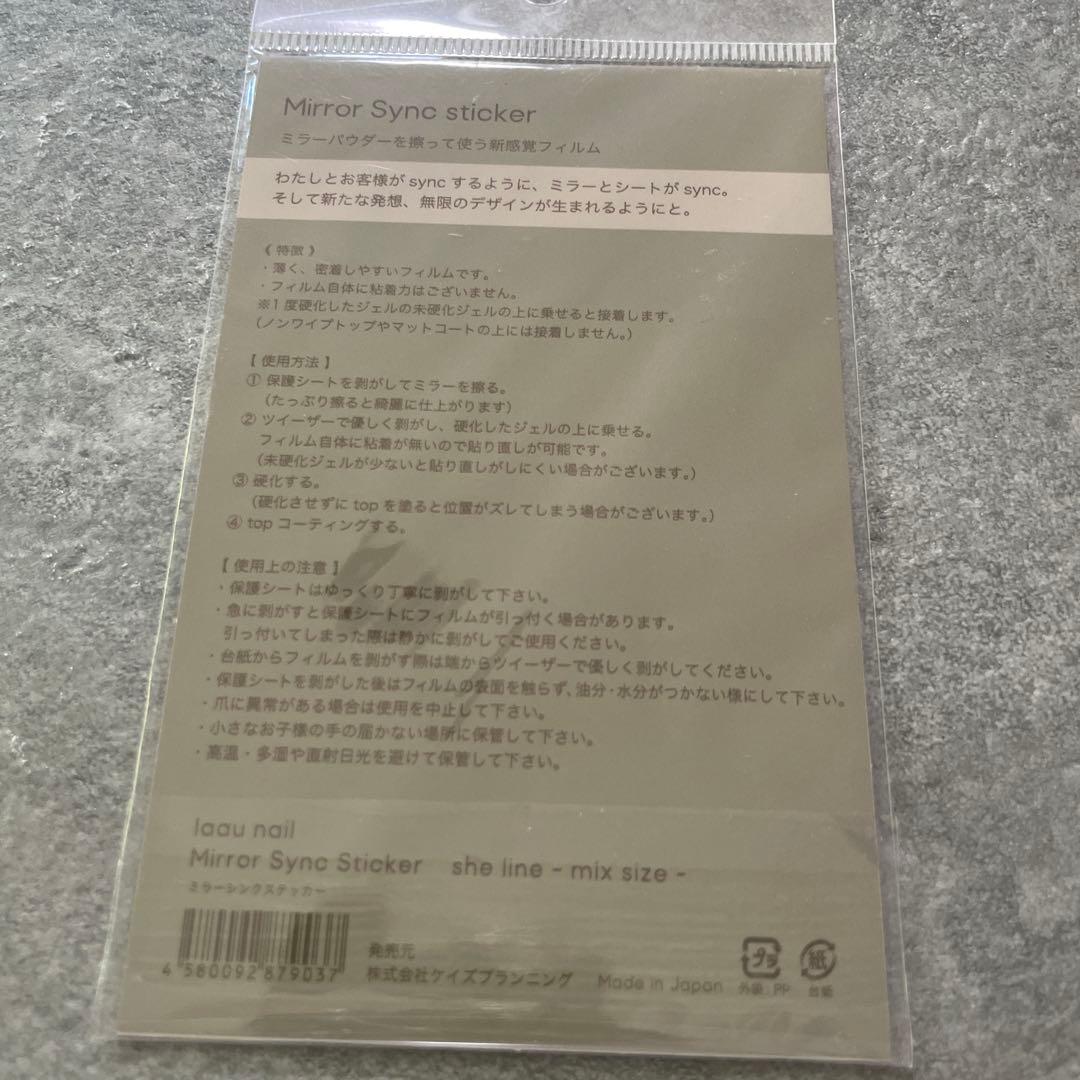 Mirror Sync sticker
ミラーパウダーを擦って使う新感覚フィルム
わたしとお客様が sync するように、ミラーとシートが sync。
そして新たな発想、無限のデザインが生まれるようにと。
《 特徴 》
・薄く、密着しやすいフィルムです。
・フィルム自体に粘着力はございません。
※1 度硬化したジェルの未硬化ジェルの上に乗せると接着します。
（ノンワイプトップやマットコートの上には接着しません。）
【 使用方法 】
① 保護シートを剥がしてミラーを擦る。
（たっぷり擦ると綺麗に仕上がります）
② ツイーザーで優しく剥がし、硬化したジェルの上に乗せる。
フィルム自体に粘着が無いので貼り直しが可能です。
（未硬化ジェルが少ないと貼り直しがしにくい場合がございます。）
③ 硬化する。
（硬化させずに top を塗ると位置がズレてしまう場合がございます。）
④ top コーティングする。
【 使用上の注意 】
・保護シートはゆっくり丁寧に剥がして下さい。
・急に剥がすと保護シートにフィルムが引っ付く場合があります。
引っ付いてしまった際は静かに剥がしてご使用ください。
・台紙からフィルムを剥がす際は端からツイーザーで優しく剥がしてください。
・保護シートを剥がした後はフィルムの表面を触らず、油分・水分がつかない様にして下さい。
・爪に異常がある場合は使用を中止して下さい。
・小さなお子様の手の届かない場所に保管して下さい。
・高温・多湿や直射日光を避けて保管して下さい。
laau nail
Mirror Sync Sticker she line - mix size -
ミラーシンクステッカー
4 580092 879037
発売元
株式会社ケイズプランニング Made in Japan
プラ 紙
外袋：PP 台紙